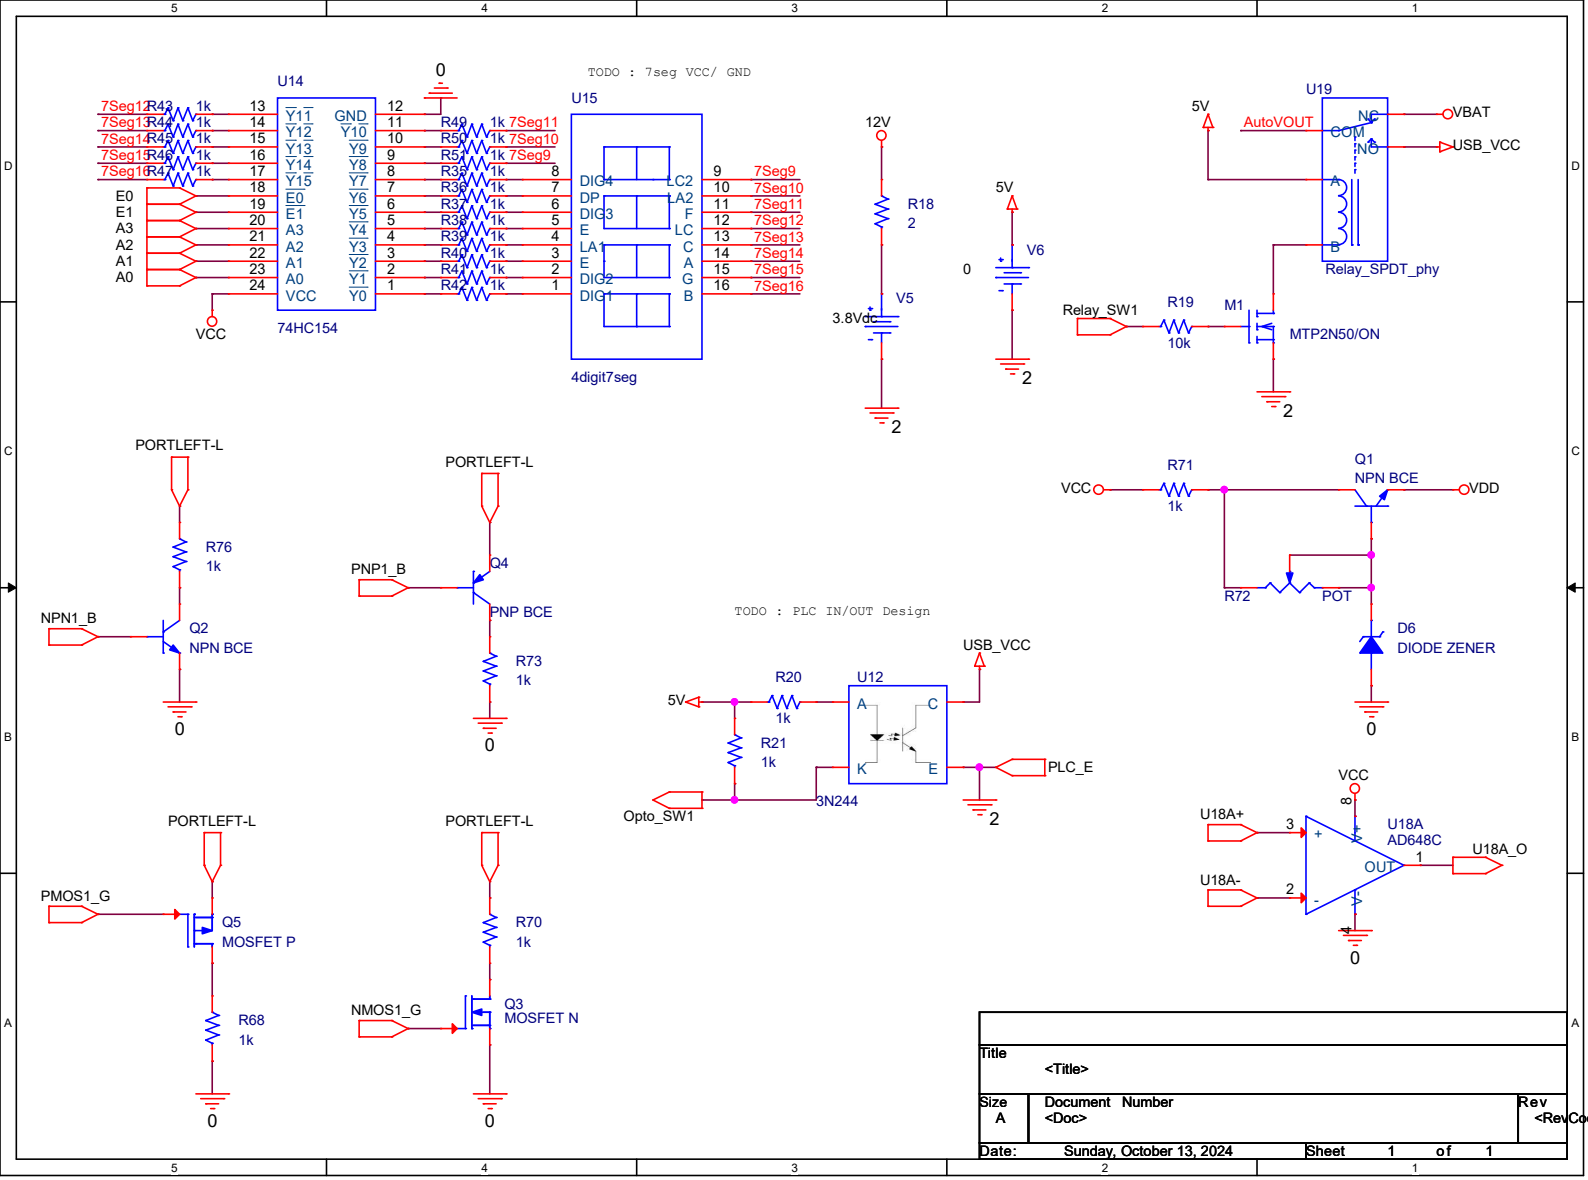 5 4 3 2 1
D
C
B
A
D
C
B
A
TODO : 7seg VCC/ GND
U14
7Seg12 R43 1k 13 Y11
7Seg13 R44 1k 14 Y12
7Seg14 R45 1k 15 Y13
7Seg15 R46 1k 16 Y14
7Seg16 R47 1k 17 Y15
E0 18 E0
E1 19 E1
A3 20 A3
A2 21 A2
A1 22 A1
A0 23 A0
24 VCC
VCC
74HC154
0
GND 12
Y10 11 R49 1k 7Seg11
Y9 10 R50 1k 7Seg10
Y8 9 R51 1k 7Seg9
Y7 8 R35 1k 8 DIG4
Y6 7 R36 1k 7 DP
Y5 6 R37 1k 6 DIG3
Y4 5 R38 1k 5 E
Y3 4 R39 1k 4 LA1
Y2 3 R40 1k 3 E
Y1 2 R41 1k 2 DIG2
Y0 1 R42 1k 1 DIG1
U15
LC2 9 7Seg9
LA2 10 7Seg10
F 11 7Seg11
LC 12 7Seg12
C 13 7Seg13
A 14 7Seg14
G 15 7Seg15
B 16 7Seg16
4digit7seg
12V
R18
2
V5
3.8Vdc
2
5V
V6
0
2
U19
5V
AutoVOUT
NC
COM
NO
VBAT
USB_VCC
A
B
Relay_SPDT_phy
Relay_SW1
R19
10k
M1
MTP2N50/ON
2
PORTLEFT-L
R76
1k
NPN1_B
Q2
NPN BCE
0
PORTLEFT-L
PNP1_B
Q4
PNP BCE
R73
1k
0
VCC
R71
1k
Q1
NPN BCE
VDD
R72
POT
D6
DIODE ZENER
0
TODO : PLC IN/OUT Design
5V
R20
1k
R21
1k
Opto_SW1
U12
A
K
C
E
3N244
USB_VCC
PLC_E
2
PORTLEFT-L
PMOS1_G
Q5
MOSFET P
R68
1k
0
PORTLEFT-L
R70
1k
NMOS1_G
Q3
MOSFET N
0
VCC
8
U18A+
3
+
V+
U18A
AD648C
OUT
1
U18A_O
U18A-
2
-
V-
4
0
Title
<Title>
Size
A
Document Number
<Doc>
Rev
<RevCo
Date: Sunday, October 13, 2024 Sheet 1 of 1
5 4 3 2 1